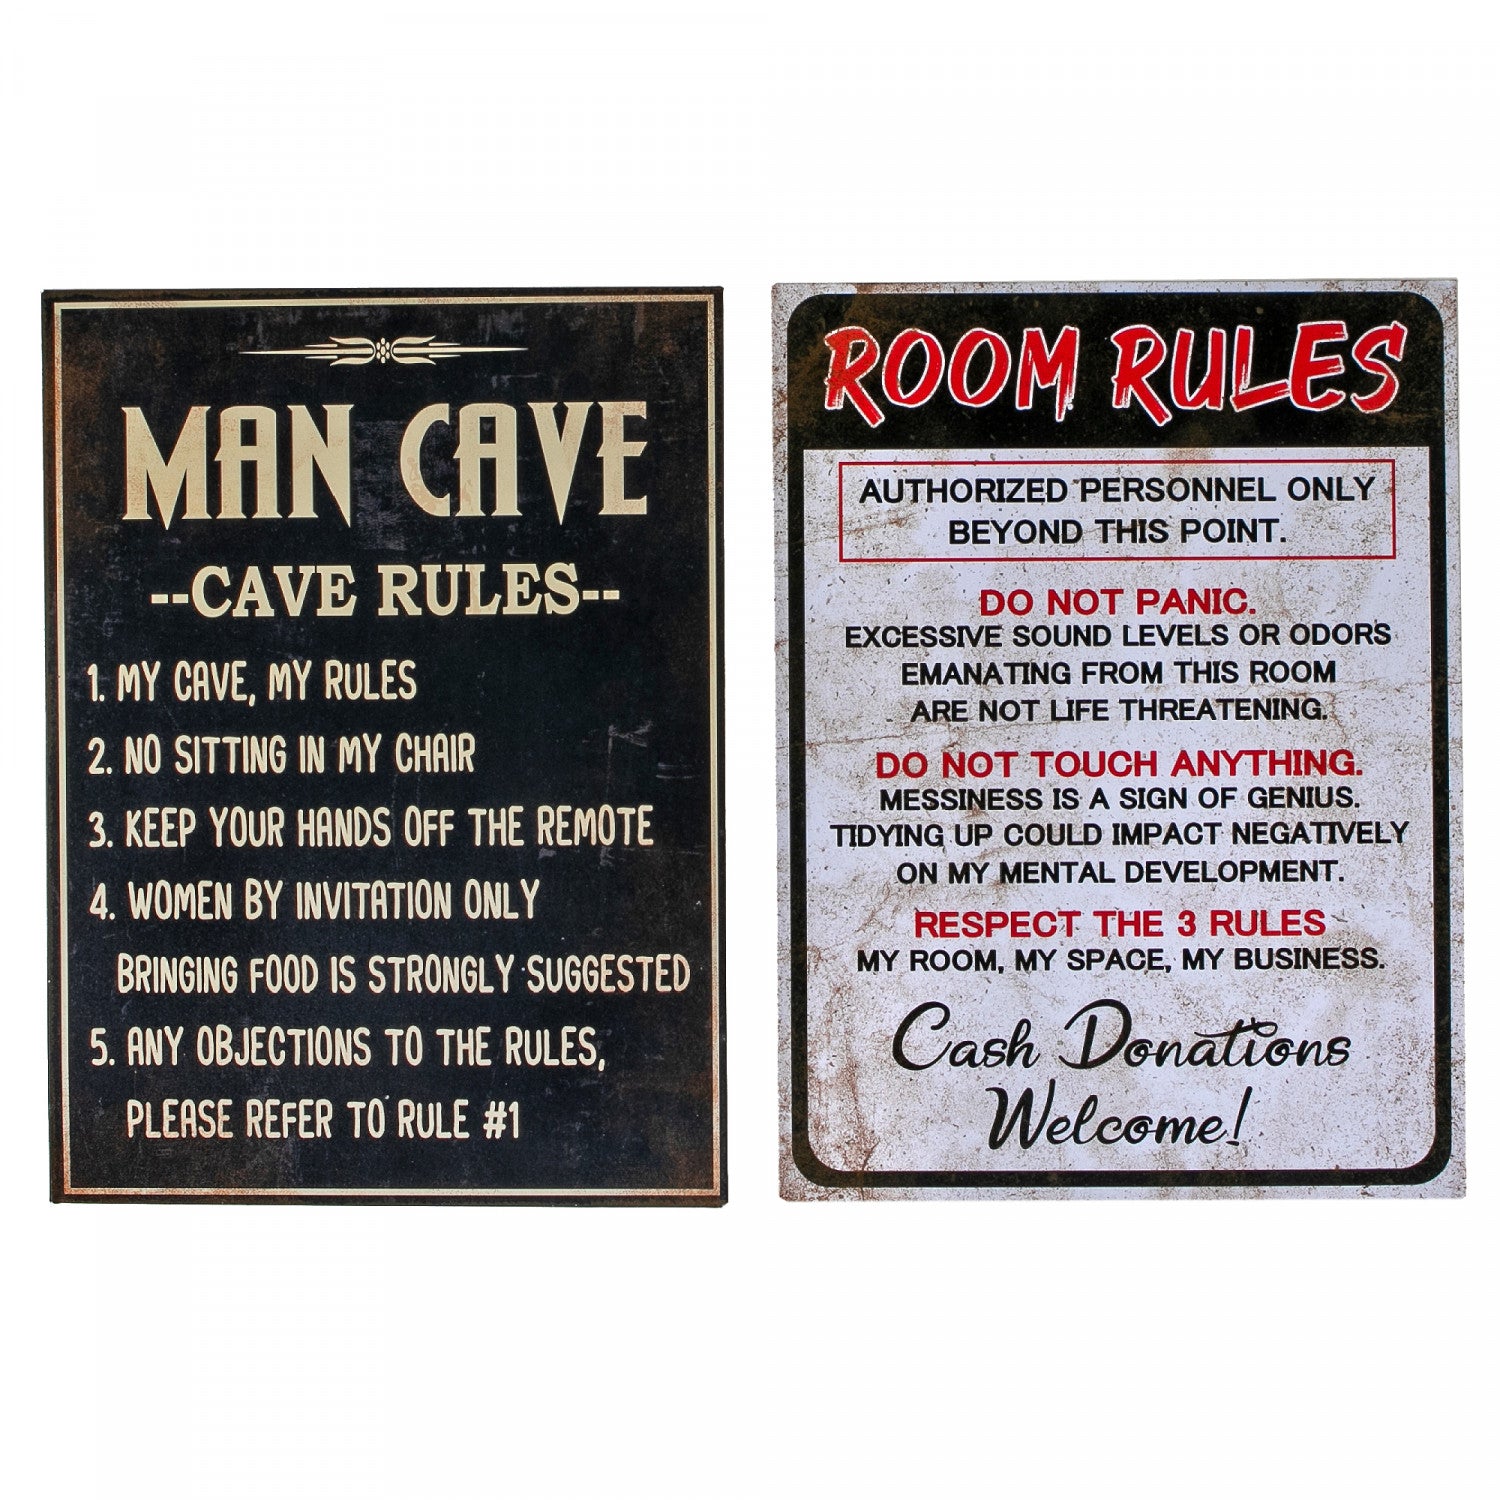 MAN CAVE
--CAVE RULES--
1. MY CAVE, MY RULES
2. NO SITTING IN MY CHAIR
3. KEEP YOUR HANDS OFF THE REMOTE
4. WOMEN BY INVITATION ONLY
BRINGING FOOD IS STRONGLY SUGGESTED
5. ANY OBJECTIONS TO THE RULES,
PLEASE REFER TO RULE #1
ROOM RULES
AUTHORIZED PERSONNEL ONLY
BEYOND THIS POINT.
DO NOT PANIC.
EXCESSIVE SOUND LEVELS OR ODORS
EMANATING FROM THIS ROOM
ARE NOT LIFE THREATENING.
DO NOT TOUCH ANYTHING.
MESSINESS IS A SIGN OF GENIUS.
TIDYING UP COULD IMPACT NEGATIVELY
ON MY MENTAL DEVELOPMENT.
RESPECT THE 3 RULES
MY ROOM, MY SPACE, MY BUSINESS.
Cash Donations
Welcome!